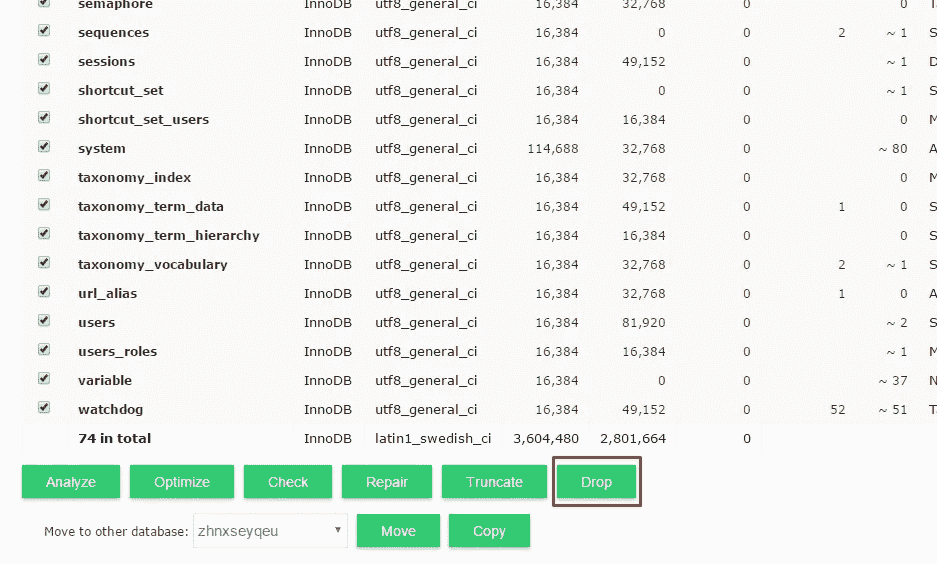 semaphore InnoDB utf8_general_ci 16,384 32,768 0 0
sequences InnoDB utf8_general_ci 16,384 0 0 2 ~ 1 S
sessions InnoDB utf8_general_ci 16,384 49,152 0 ~ 1 D
shortcut_set InnoDB utf8_general_ci 16,384 0 0 ~ 1 S
shortcut_set_users InnoDB utf8_general_ci 16,384 16,384 0 0 M
system InnoDB utf8_general_ci 114,688 32,768 0 ~ 80 A
taxonomy_index InnoDB utf8_general_ci 16,384 32,768 0 0 M
taxonomy_term_data InnoDB utf8_general_ci 16,384 49,152 0 1 0 S
taxonomy_term_hierarchy InnoDB utf8_general_ci 16,384 16,384 0 0 S
taxonomy_vocabulary InnoDB utf8_general_ci 16,384 32,768 0 2 ~ 1 S
url_alias InnoDB utf8_general_ci 16,384 32,768 0 1 0 A
users InnoDB utf8_general_ci 16,384 81,920 0 ~ 2 S
users_roles InnoDB utf8_general_ci 16,384 16,384 0 ~ 1 M
variable InnoDB utf8_general_ci 16,384 0 0 ~ 37 N
watchdog InnoDB utf8_general_ci 16,384 49,152 0 52 ~ 51 T
74 in total InnoDB latin1_swedish_ci 3,604,480 2,801,664 0
Analyze Optimize Check Repair Truncate Drop
Move to other database: zhnxseyqeu Move Copy